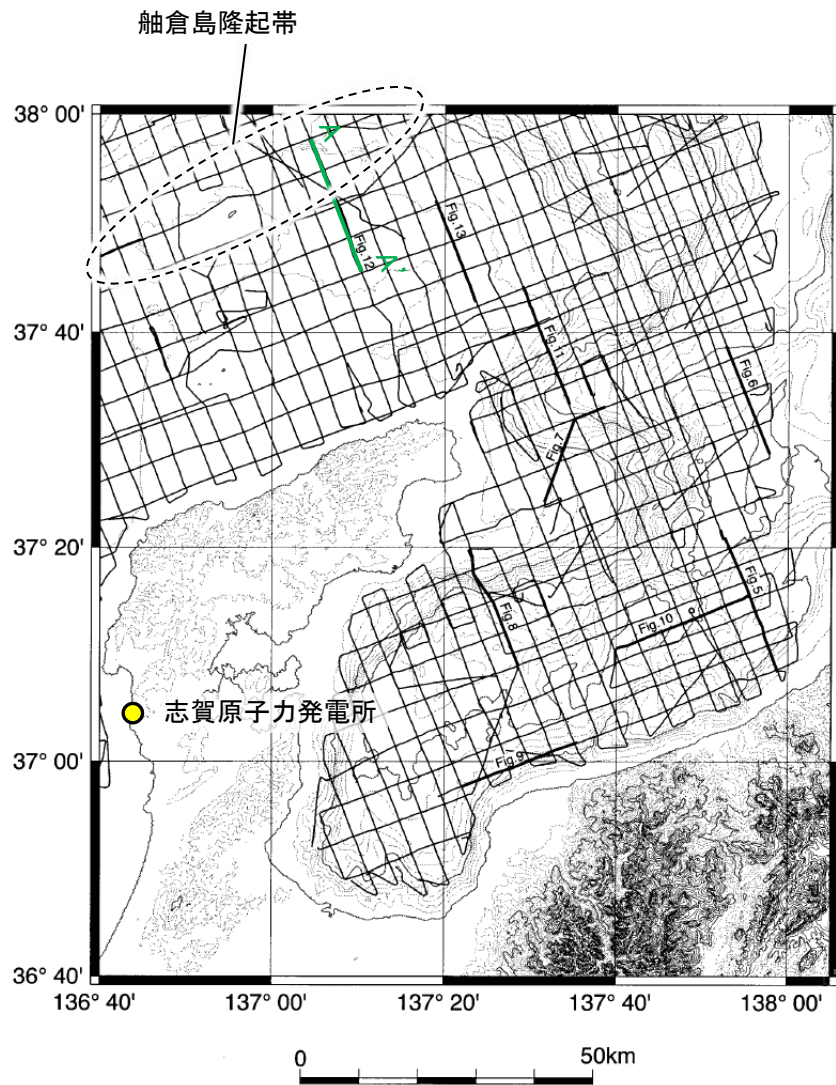 舳倉島隆起帯
38° 00'
A
Fig.13
Fig.12
A'
37° 40'
Fig.11
Fig.6
Fig.7
37° 20'
Fig.5
Fig.8
Fig.10
志賀原子力発電所
37° 00'
Fig.9
36° 40'
136° 40'
137° 00'
137° 20'
137° 40'
138° 00'
0
50km